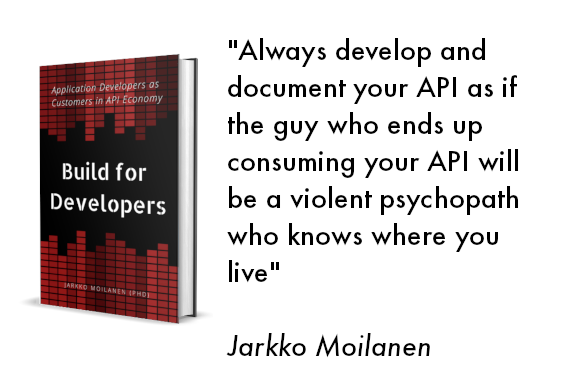 Application Developers as
Customers in API Economy
Build for
Developers
JARKKO MOILANEN [PHD]
"Always develop and
document your API as if
the guy who ends up
consuming your API will
be a violent psychopath
who knows where you
live"
Jarkko Moilanen